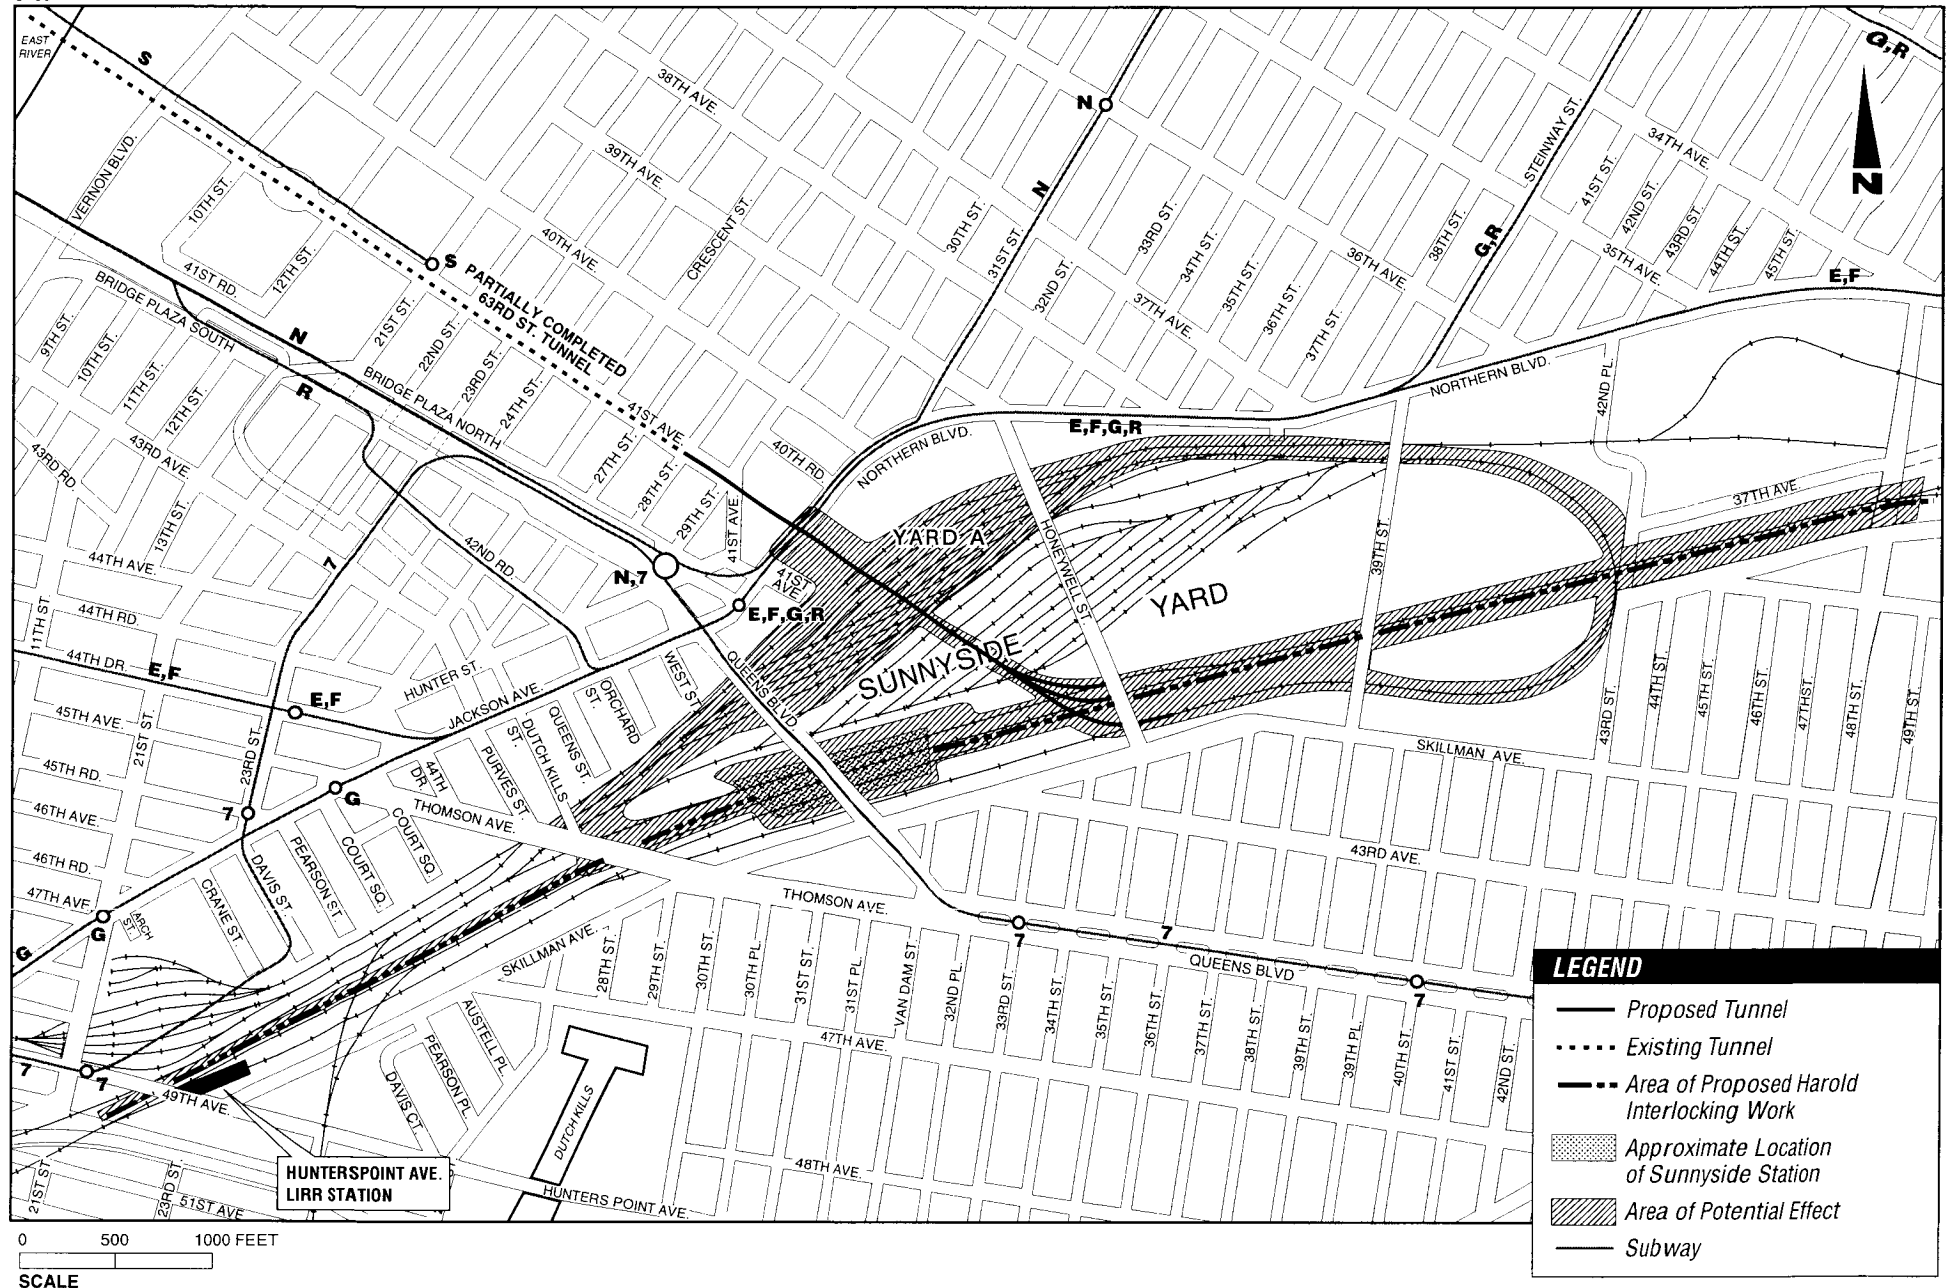 EAST
RIVER
S
38TH AVE.
39TH AVE.
40TH AVE.
CRESCENT ST.
VERNON BLVD.
10TH ST.
12TH ST.
41ST RD.
BRIDGE PLAZA SOUTH
S
PARTIALLY COMPLETED
63RD ST. TUNNEL
N
N
30TH ST.
31ST ST.
32ND ST.
33RD ST.
34TH ST.
35TH ST.
36TH ST.
37TH ST.
37TH AVE.
36TH AVE.
38TH ST.
G,R
STEINWAY ST.
G,R
34TH AVE.
41ST ST.
42ND ST.
43RD ST.
44TH ST.
45TH ST.
35TH AVE.
E,F
N
9TH ST.
10TH ST.
11TH ST.
12TH ST.
43RD AVE.
43RD RD.
13TH ST.
N
R
BRIDGE PLAZA NORTH
21ST ST.
22ND ST.
23RD ST.
24TH ST.
27TH ST.
28TH ST.
29TH ST.
41ST AVE.
41ST AVE.
40TH RD.
NORTHERN BLVD.
E,F,G,R
NORTHERN BLVD.
42ND PL.
37TH AVE.
39TH ST.
HONEYWELL ST.
YARD A
SUNNYSIDE
YARD
41ST
AVE.
N,7
E,F,G,R
42ND RD.
7
44TH AVE.
44TH RD.
11TH ST.
44TH DR.
E,F
E,F
HUNTER ST.
JACKSON AVE.
WEST ST.
QUEENS BLVD.
ORCHARD
ST.
QUEENS ST.
DUTCH KILLS
ST.
PURVES ST.
44TH
DR.
45TH AVE.
21ST ST.
23RD ST.
45TH RD.
46TH AVE.
46TH RD.
47TH AVE.
7
G
THOMSON AVE.
COURT SQ.
COURT SQ.
PEARSON ST.
DAVIS ST.
CRANE ST.
ARCH
ST.
G
G
SKILLMAN AVE.
43RD ST.
44TH ST.
45TH ST.
46TH ST.
47TH ST.
48TH ST.
49TH ST.
43RD AVE.
THOMSON AVE.
7
7
QUEENS BLVD
7
SKILLMAN AVE.
28TH ST.
29TH ST.
30TH ST.
30TH PL.
31ST ST.
31ST PL.
VAN DAM ST.
32ND PL.
33RD ST.
34TH ST.
35TH ST.
36TH ST.
37TH ST.
38TH ST.
39TH ST.
39TH PL.
40TH ST.
41ST ST.
42ND ST.
47TH AVE.
AUSTELL PL.
PEARSON PL.
DAVIS CT.
DUTCH KILLS
7
7
49TH AVE.
HUNTERSPOINT AVE.
LIRR STATION
48TH AVE.
HUNTERS POINT AVE.
21ST ST.
23RD ST.
51ST AVE
LEGEND
Proposed Tunnel
Existing Tunnel
Area of Proposed Harold
Interlocking Work
Approximate Location
of Sunnyside Station
Area of Potential Effect
Subway
0 500 1000 FEET
SCALE